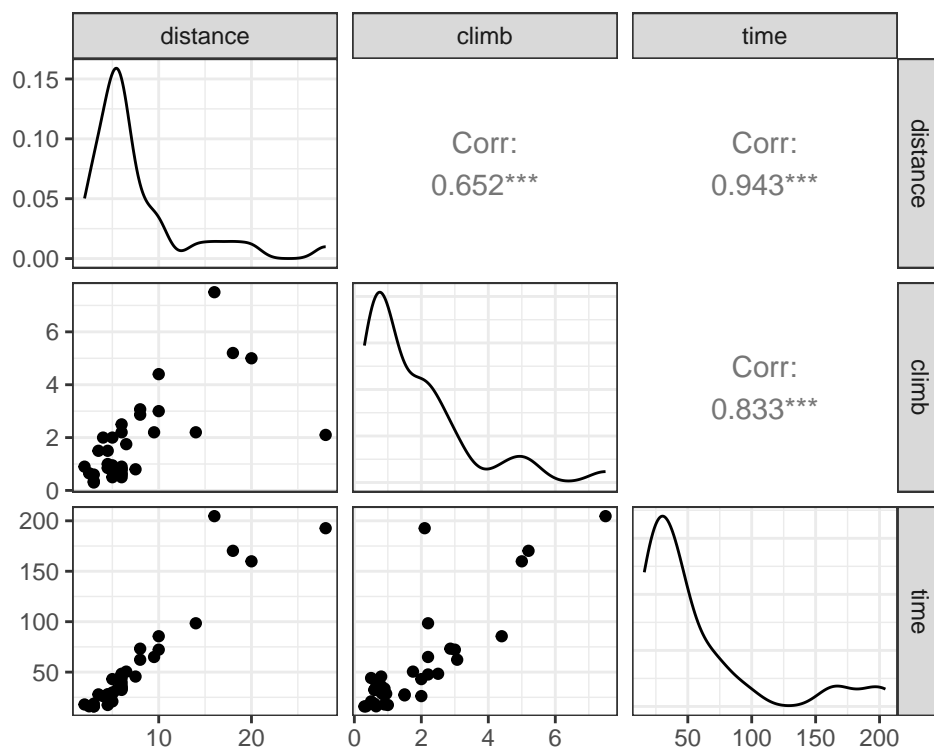 distance climb time
0.15
0.10
0.05
0.00
Corr:
0.652***
Corr:
0.943***
distance
6
4
2
0
Corr:
0.833***
climb
200
150
100
50
time
10 20
0 2 4 6
50 100 150 200